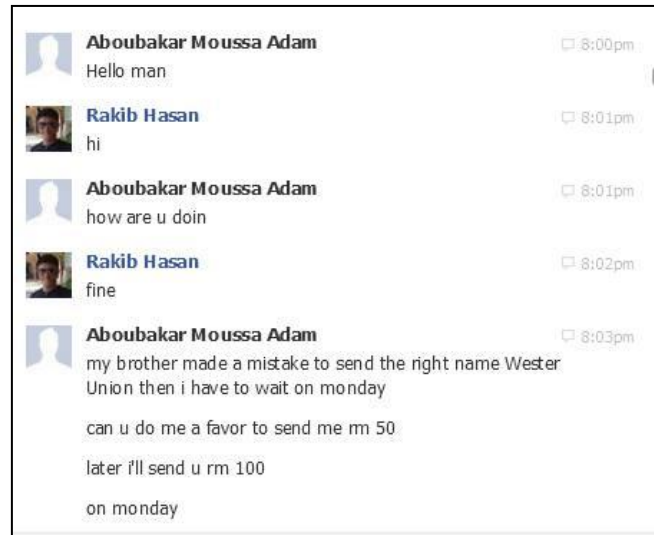 Aboubakar Moussa Adam 8:00pm
Hello man
Rakib Hasan 8:01pm
hi
Aboubakar Moussa Adam 8:01pm
how are u doin
Rakib Hasan 8:02pm
fine
Aboubakar Moussa Adam 8:03pm
my brother made a mistake to send the right name Wester
Union then i have to wait on monday
can u do me a favor to send me rm 50
later i'll send u rm 100
on monday